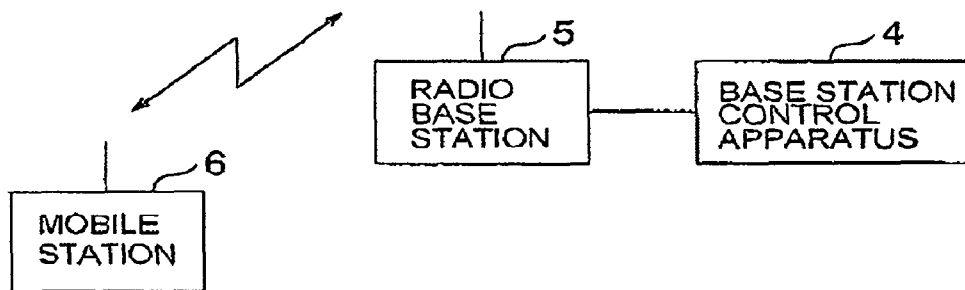 5
RADIO
BASE
STATION
4
BASE STATION
CONTROL
APPARATUS
6
MOBILE
STATION